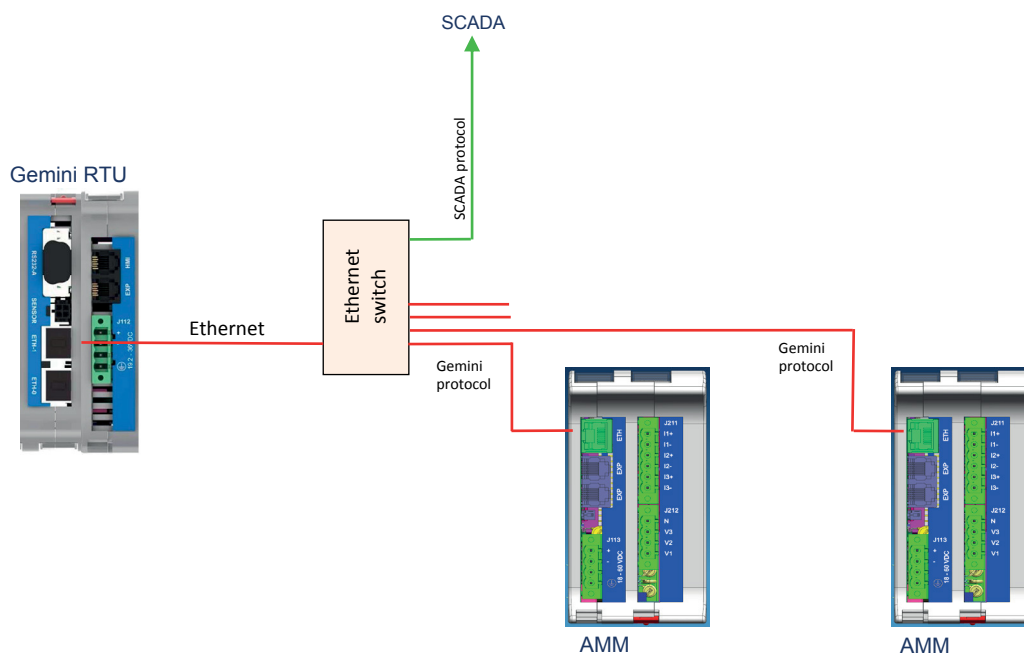 SCADA
SCADA protocol
Gemini RTU
RS232-A
SENSOR
ETH-1
ETH-0
HMI
EXP
J112
+
-
19.2 - 36 VDC
Ethernet
Ethernet
switch
Gemini
protocol
Gemini
protocol
ETH
EXP
EXP
J113
+
-
18 - 60 VDC
J211
I1+
I1-
I2+
I2-
I3+
I3-
J212
N
V3
V2
V1
AMM
ETH
EXP
EXP
J113
+
-
18 - 60 VDC
J211
I1+
I1-
I2+
I2-
I3+
I3-
J212
N
V3
V2
V1
AMM